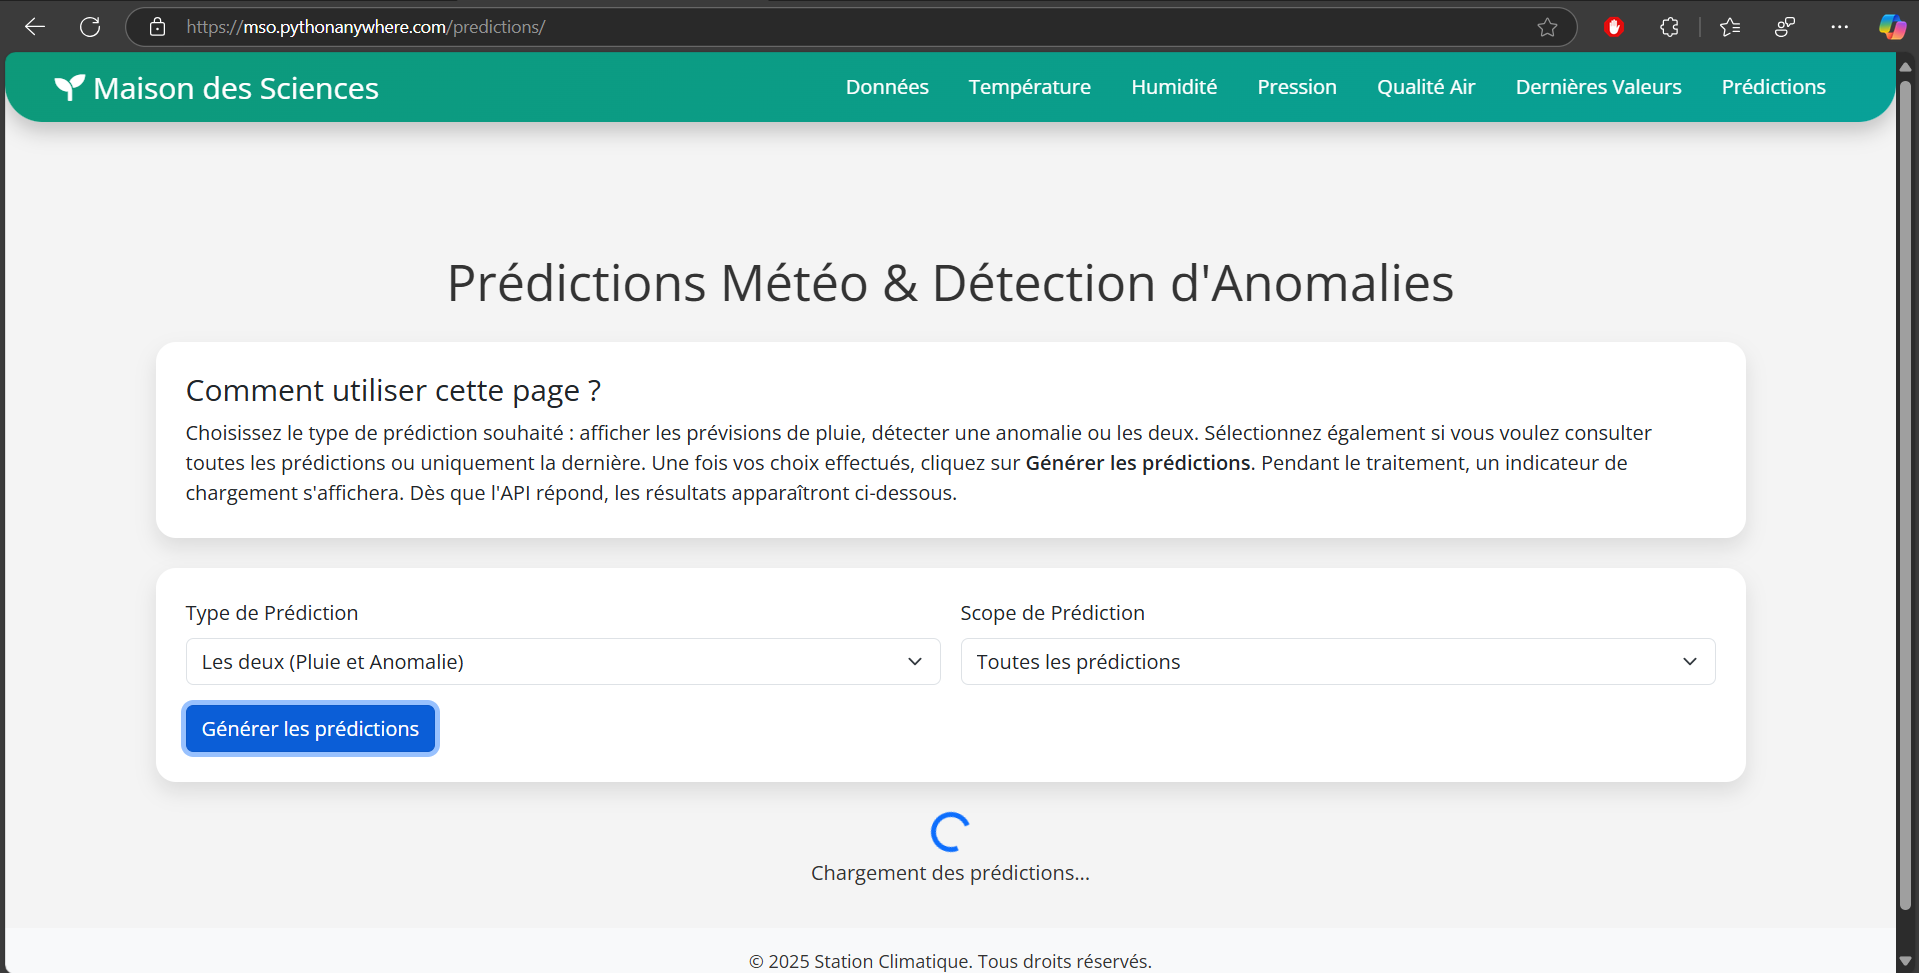 https://mso.pythonanywhere.com/predictions/
Maison des Sciences
Données Température Humidité Pression Qualité Air Dernières Valeurs Prédictions
Prédictions Météo & Détection d'Anomalies
Comment utiliser cette page ?
Choisissez le type de prédiction souhaité : afficher les prévisions de pluie, détecter une anomalie ou les deux. Sélectionnez également si vous voulez consulter
toutes les prédictions ou uniquement la dernière. Une fois vos choix effectués, cliquez sur Générer les prédictions. Pendant le traitement, un indicateur de
chargement s'affichera. Dès que l'API répond, les résultats apparaîtront ci-dessous.
Type de Prédiction
Les deux (Pluie et Anomalie)
Scope de Prédiction
Toutes les prédictions
Générer les prédictions
Chargement des prédictions...
© 2025 Station Climatique. Tous droits réservés.